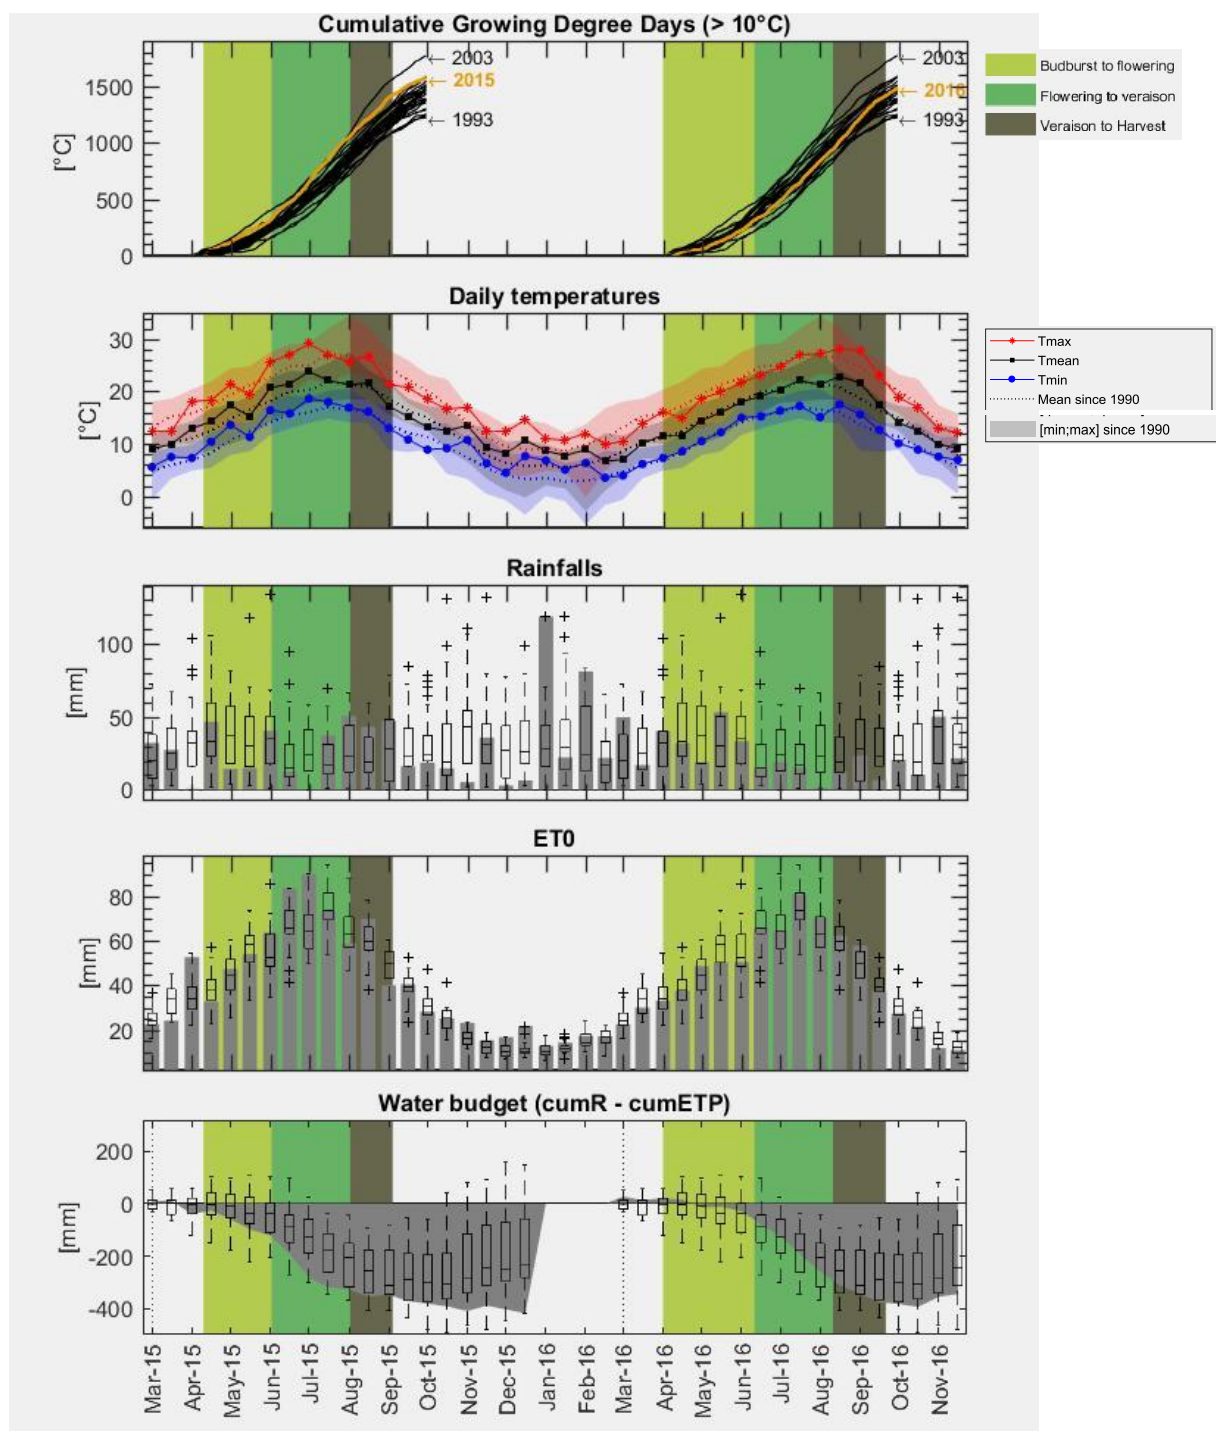 Cumulative Growing Degree Days (> 10°C)
[°C]
1500
1000
500
0
← 2003
← 2015
← 1993
← 2003
← 2016
← 1993
Budburst to flowering
Flowering to veraison
Veraison to Harvest
Daily temperatures
[°C]
30
20
10
0
Tmax
Tmean
Tmin
Mean since 1990
[min;max] since 1990
Rainfalls
[mm]
100
50
0
ET0
[mm]
80
60
40
20
Water budget (cumR - cumETP)
[mm]
200
0
-200
-400
Mar-15
Apr-15
May-15
Jun-15
Jul-15
Aug-15
Sep-15
Oct-15
Nov-15
Dec-15
Jan-16
Feb-16
Mar-16
Apr-16
May-16
Jun-16
Jul-16
Aug-16
Sep-16
Oct-16
Nov-16